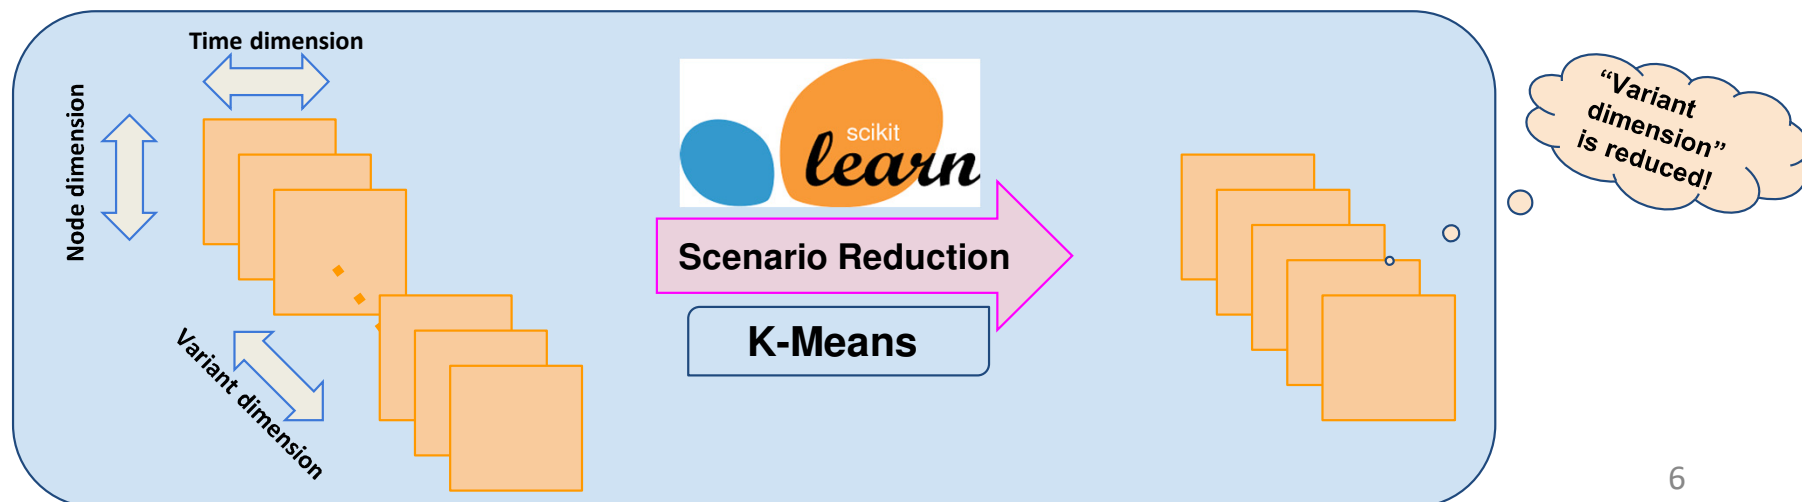 Time dimension
Node dimension
Variant dimension
scikit
learn
Scenario Reduction
K-Means
“Variant
dimension”
is reduced!
6